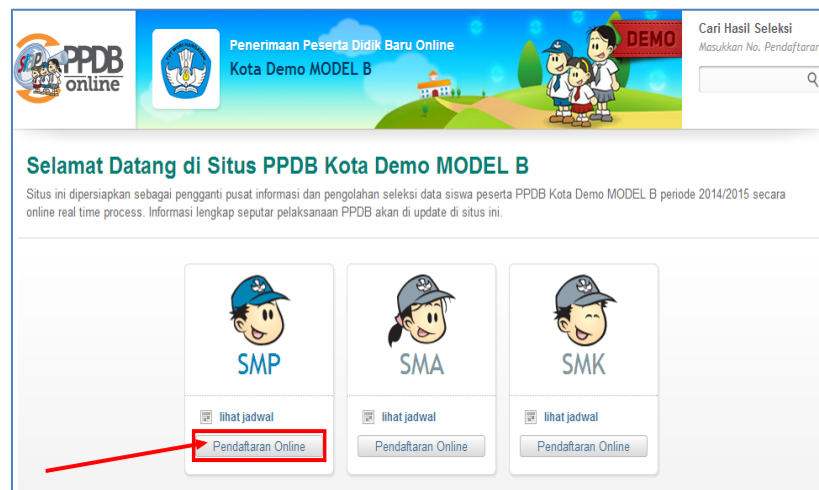 PPDB
online
Penerimaan Peserta Didik Baru Online
Kota Demo MODEL B
DEMO
Cari Hasil Seleksi
Masukkan No. Pendaftaran
Selamat Datang di Situs PPDB Kota Demo MODEL B
Situs ini dipersiapkan sebagai pengganti pusat informasi dan pengolahan seleksi data siswa peserta PPDB Kota Demo MODEL B periode 2014/2015 secara
online real time process. Informasi lengkap seputar pelaksanaan PPDB akan di update di situs ini.
SMP
SMA
SMK
lihat jadwal
lihat jadwal
lihat jadwal
Pendaftaran Online
Pendaftaran Online
Pendaftaran Online